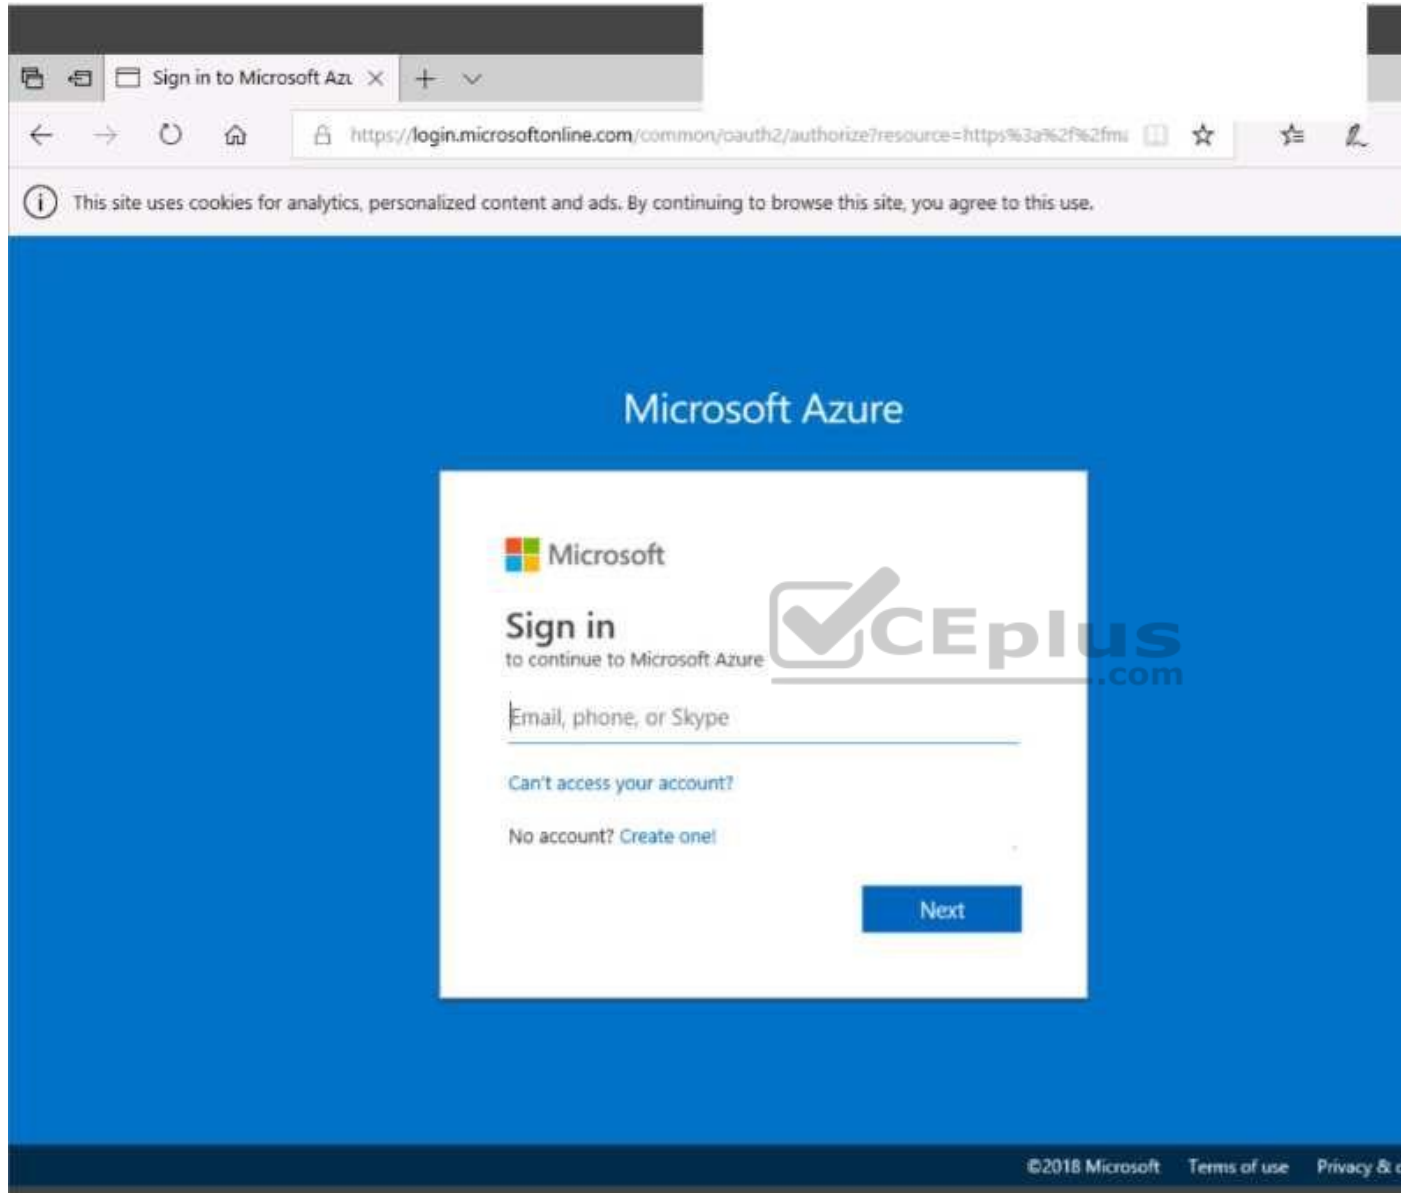 Sign in to Microsoft Azu
https://login.microsoftonline.com/common/oauth2/authorize?resource=https%3a%2f%2fma
This site uses cookies for analytics, personalized content and ads. By continuing to browse this site, you agree to this use.
Microsoft Azure
Microsoft
Sign in
to continue to Microsoft Azure
CEplus
.com
Email, phone, or Skype
Can't access your account?
No account? Create one!
Next
©2018 Microsoft Terms of use Privacy & c